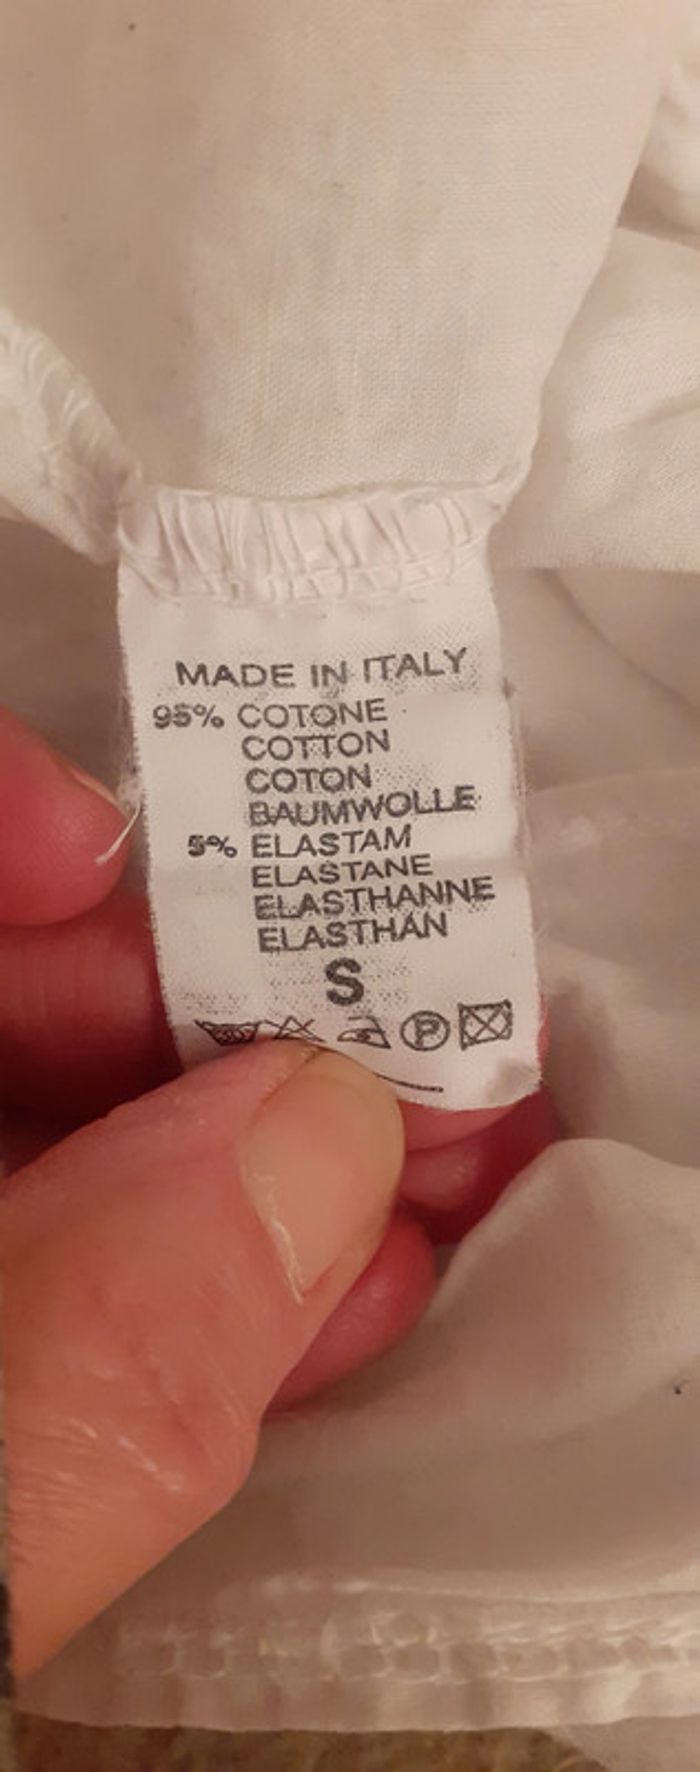 MADE IN ITALY
95% COTONE
COTTON
COTON
BAUMWOLLE
5% ELASTAM
ELASTANE
ELASTHANNE
ELASTHAN
S
P